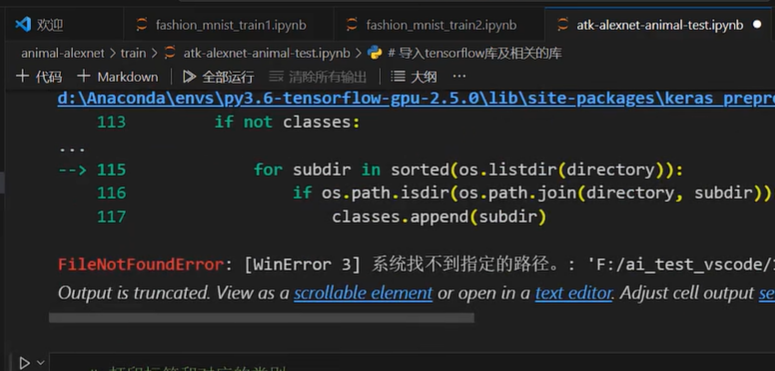 欢迎 fashion_mnist_train1.ipynb fashion_mnist_train2.ipynb atk-alexnet-animal-test.ipynb
animal-alexnet > train > atk-alexnet-animal-test.ipynb > # 导入tensorflow库及相关的库
+ 代码 + Markdown 全部运行 清除所有输出 大纲 ...
d:\Anaconda\envs\py3.6-tensorflow-gpu-2.5.0\lib\site-packages\keras_prepro
113 if not classes:
...
--> 115 for subdir in sorted(os.listdir(directory)):
116 if os.path.isdir(os.path.join(directory, subdir))
117 classes.append(subdir)
FileNotFoundError: [WinError 3] 系统找不到指定的路径。: 'F:/ai_test_vscode/
Output is truncated. View as a scrollable element or open in a text editor. Adjust cell output se